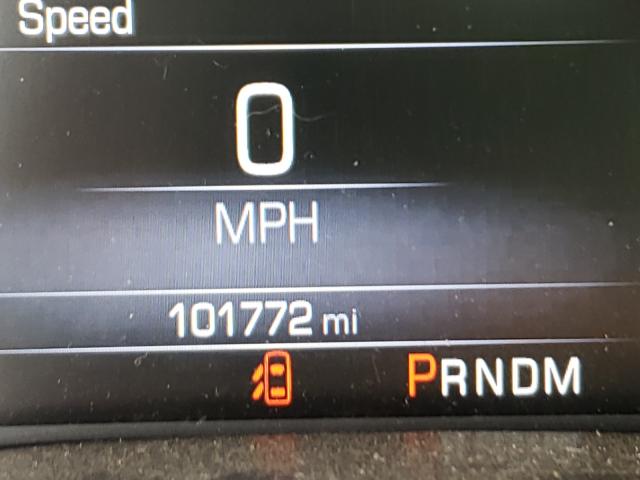 Speed
0
MPH
101772 mi
PRNDM